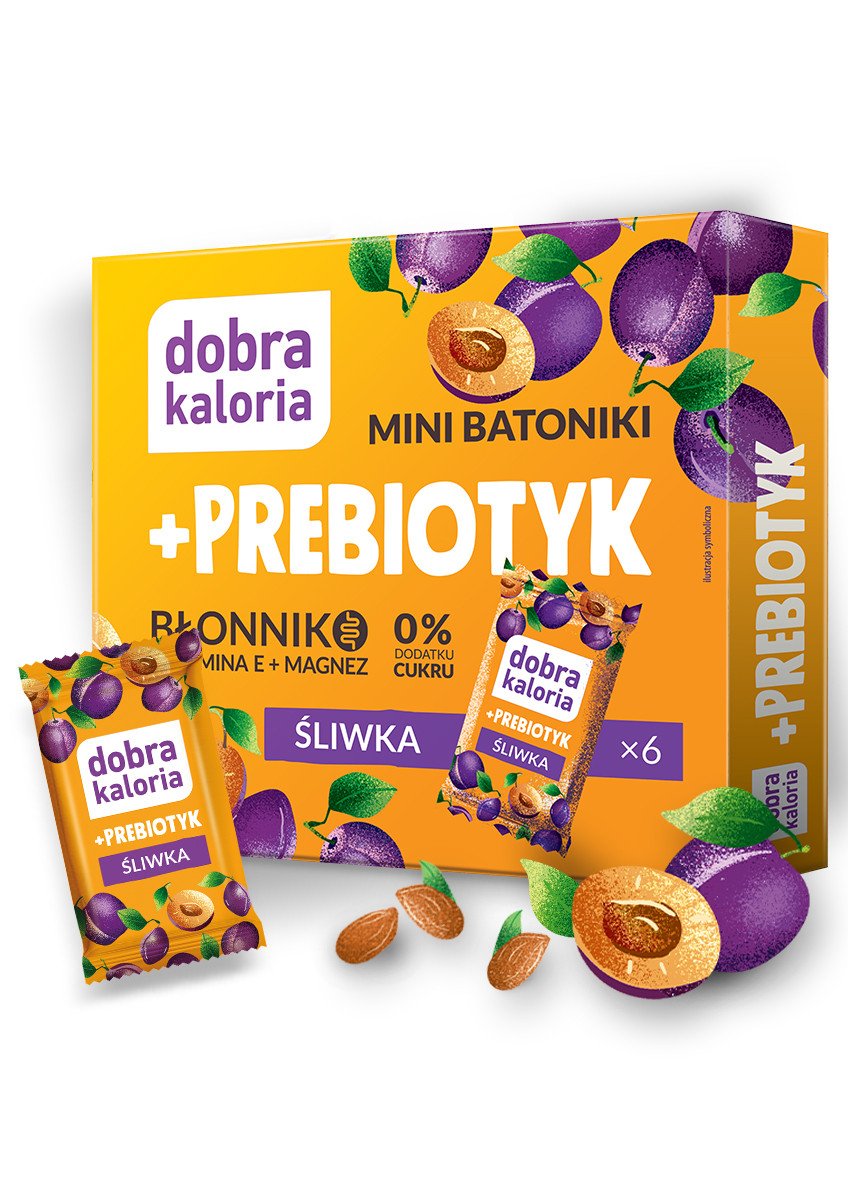 dobra
kaloria
MINI BATONIKI
+PREBIOTYK
BŁONNIK
MINA E + MAGNEZ
0%
DODATKU
CUKRU
ŚLIWKA
×6
dobra
kaloria
+PREBIOTYK
ŚLIWKA
ilustracja symboliczna
+PREBIOTYK
dobra
kaloria
dobra
kaloria
+PREBIOTYK
ŚLIWKA